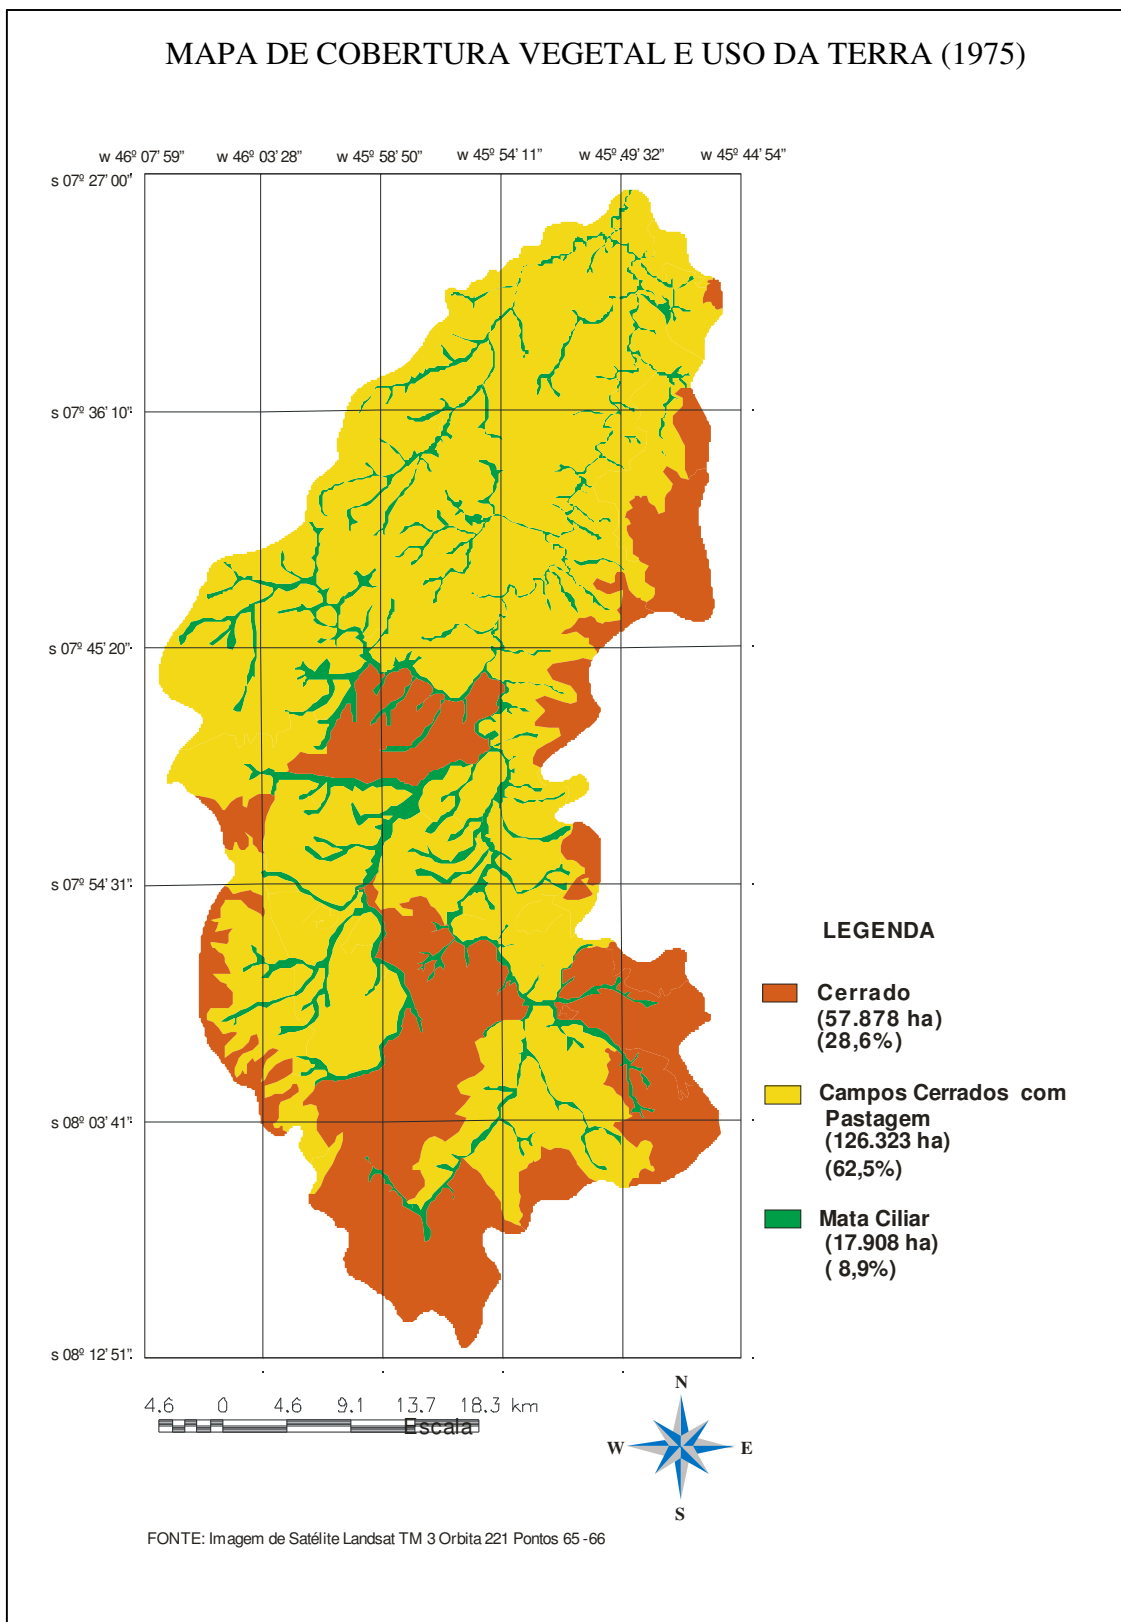 MAPA DE COBERTURA VEGETAL E USO DA TERRA (1975)
w 46º 07' 59" w 46º 03' 28" w 45º 58' 50" w 45º 54' 11" w 45º 49' 32" w 45º 44' 54"
s 07º 27' 00"
s 07º 36' 10"
s 07º 45' 20"
s 07º 54' 31"
LEGENDA
Cerrado
(57.878 ha)
(28,6%)
Campos Cerrados com
Pastagem
(126.323 ha)
(62,5%)
s 08º 03' 41"
Mata Ciliar
(17.908 ha)
( 8,9%)
s 08º 12' 51"
4.6 0 4.6 9.1 13.7 18.3 km
Escala
N
W E
S
FONTE: Imagem de Satélite Landsat TM 3 Orbita 221 Pontos 65 -66